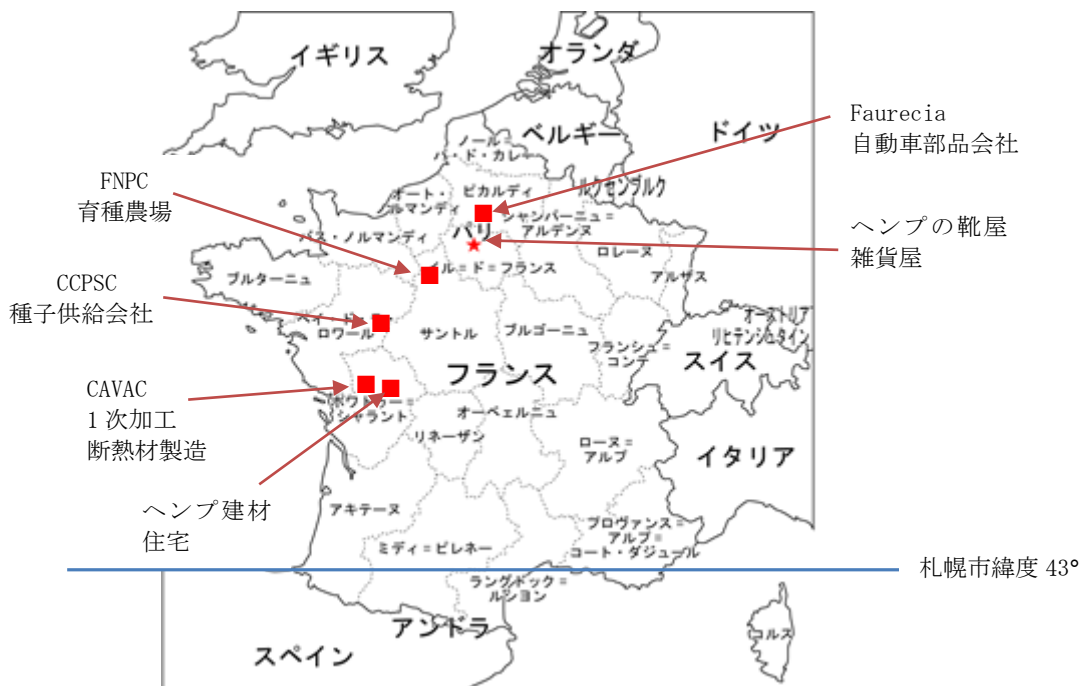 イギリス
オランダ
ベルギー
ドイツ
ルクセンブルク
Faurecia
自動車部品会社
ノール=
パ・ド・カレー
FNPC
育種農場
オート・
ノルマンディ
ピカルディ
シャンパーニュ=
アルデンヌ
バス・ノルマンディ
パリ
ロレーヌ
アルザス
ヘンプの靴屋
雑貨屋
ブルターニュ
イル=ド=フランス
CCPSC
種子供給会社
ロワール
サントル
ブルゴーニュ
フランシュ=
コンテ
オーストリア
リヒテンシュタイン
スイス
フランス
CAVAC
1次加工
断熱材製造
ポワトゥー=
シャラント
リネーザン
オーベェルニュ
ローヌ=
アルプ
イタリア
ヘンプ建材
住宅
アキテーヌ
ミディ=ピレネー
プロヴァンス=
アルプ=
コート・ダジュール
札幌市緯度 43°
ラングドック=
ルシヨン
アンドラ
スペイン
コルス